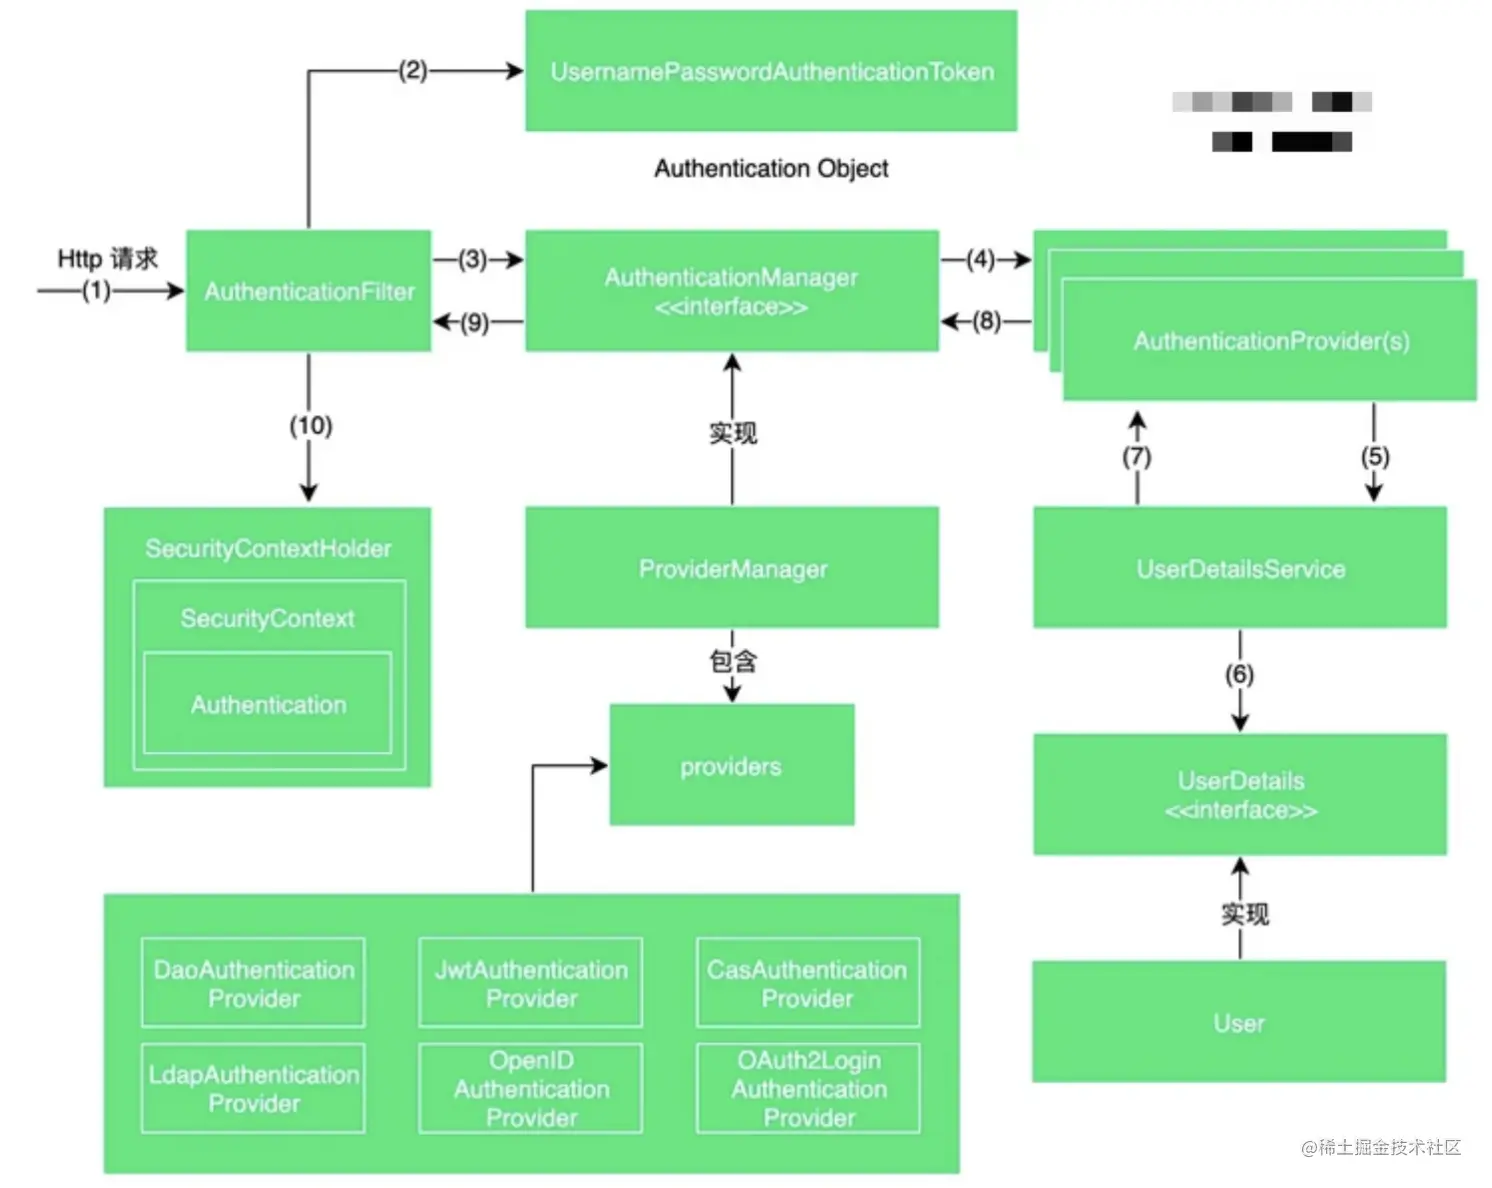 (2)
UsernamePasswordAuthenticationToken
Authentication Object
Http 请求
(1)
AuthenticationFilter
(3)
(9)
AuthenticationManager
<<interface>>
(4)
(8)
AuthenticationProvider(s)
(10)
实现
(7)
(5)
SecurityContextHolder
SecurityContext
Authentication
ProviderManager
包含
providers
UserDetailsService
(6)
UserDetails
<<interface>>
实现
User
DaoAuthentication
Provider
JwtAuthentication
Provider
CasAuthentication
Provider
LdapAuthentication
Provider
OpenID
Authentication
Provider
OAuth2Login
Authentication
Provider
@稀土掘金技术社区